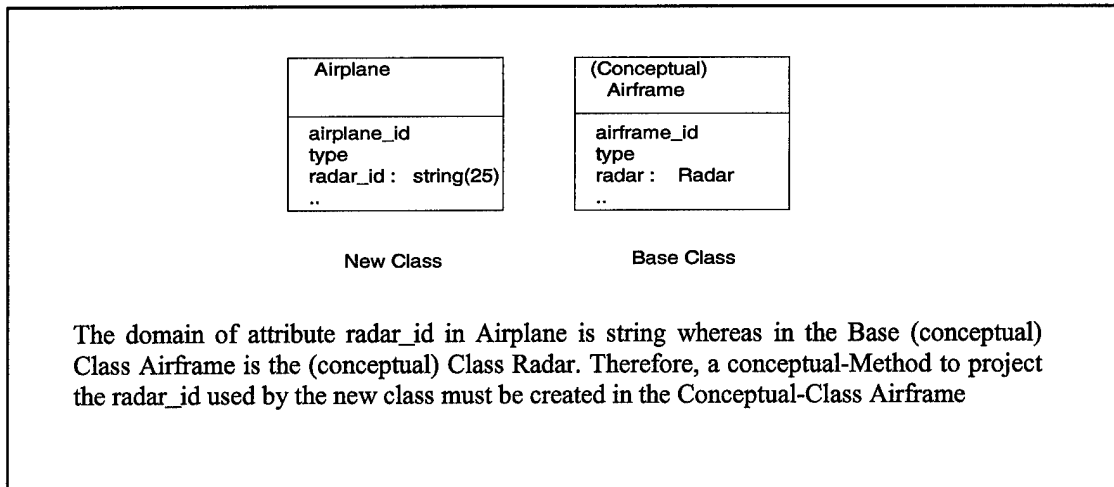 Airplane
airplane_id
type
radar_id : string(25)
..
New Class
(Conceptual)
Airframe
airframe_id
type
radar : Radar
..
Base Class
The domain of attribute radar_id in Airplane is string whereas in the Base (conceptual)
Class Airframe is the (conceptual) Class Radar. Therefore, a conceptual-Method to project
the radar_id used by the new class must be created in the Conceptual-Class Airframe